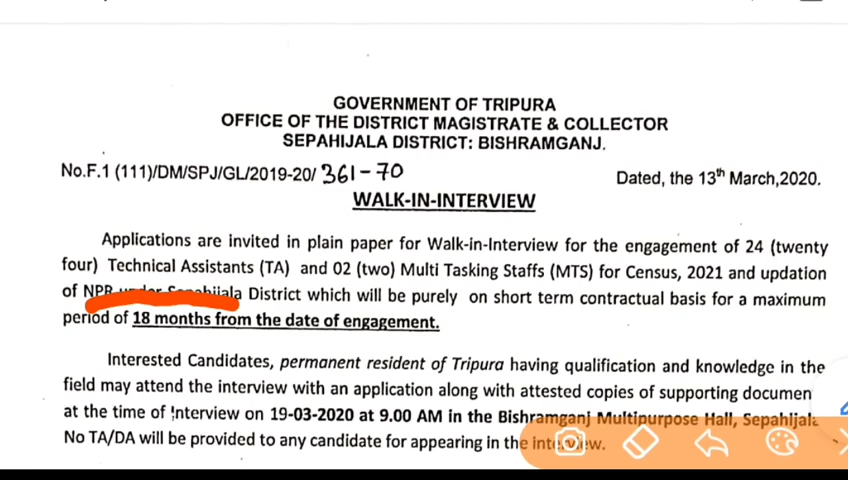 GOVERNMENT OF TRIPURA
OFFICE OF THE DISTRICT MAGISTRATE & COLLECTOR
SEPAHIJALA DISTRICT: BISHRAMGANJ.
No.F.1 (111)/DM/SPJ/GL/2019-20/ 361-70 Dated, the 13th March,2020.
WALK-IN-INTERVIEW
Applications are invited in plain paper for Walk-in-Interview for the engagement of 24 (twenty
four) Technical Assistants (TA) and 02 (two) Multi Tasking Staffs (MTS) for Census, 2021 and updation
of NPR under Sepahijala District which will be purely on short term contractual basis for a maximum
period of 18 months from the date of engagement.
Interested Candidates, permanent resident of Tripura having qualification and knowledge in the
field may attend the interview with an application along with attested copies of supporting documen
at the time of interview on 19-03-2020 at 9.00 AM in the Bishramganj Multipurpose Hall, Sepahijala
No TA/DA will be provided to any candidate for appearing in the interview.